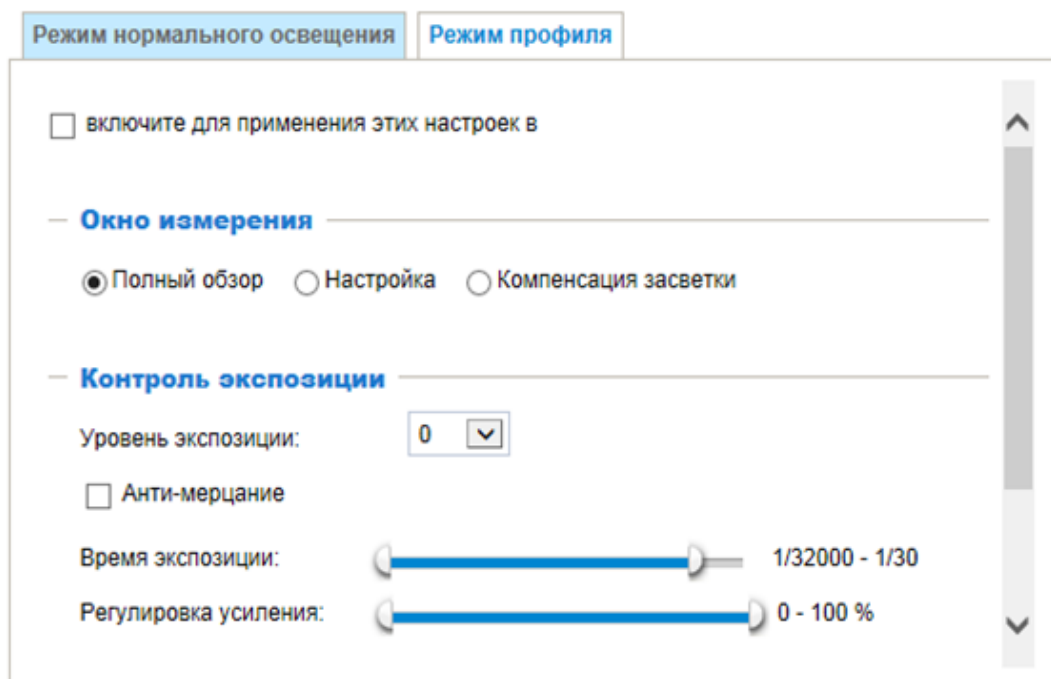 Режим нормального освещения Режим профиля
включите для применения этих настроек в
Окно измерения
Полный обзор Настройка Компенсация засветки
Контроль экспозиции
Уровень экспозиции: 0
Анти-мерцание
Время экспозиции: 1/32000 - 1/30
Регулировка усиления: 0 - 100 %